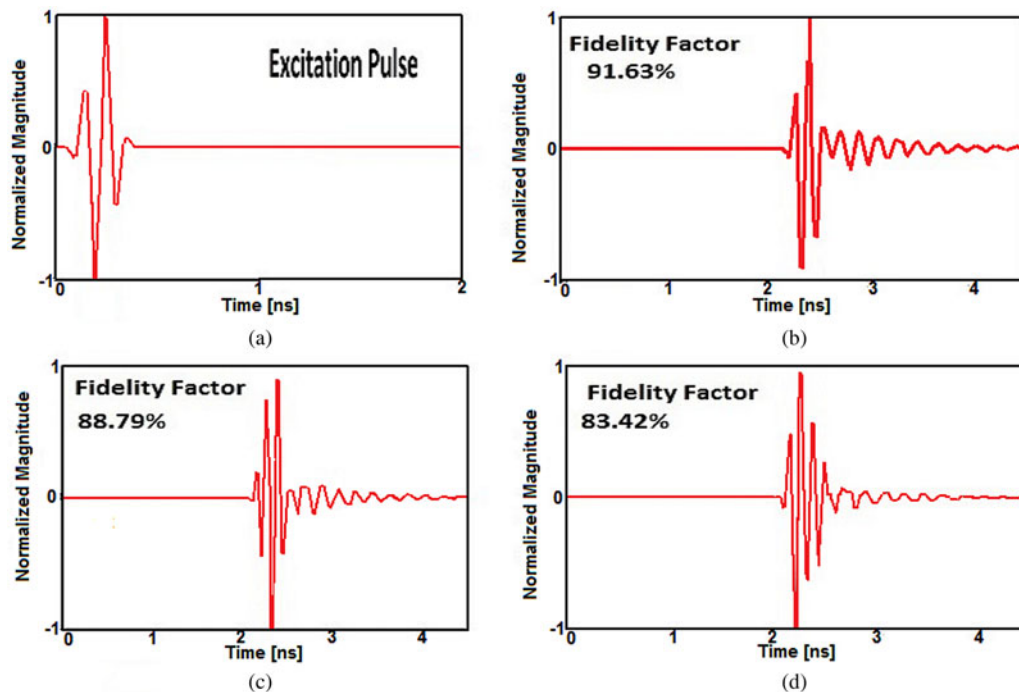 1
Excitation Pulse
Normalized Magnitude
0
-1
0
1
2
Time [ns]
(a)
1
Fidelity Factor
91.63%
Normalized Magnitude
0
-1
0
1
2
3
4
Time [ns]
(b)
1
Fidelity Factor
88.79%
Normalized Magnitude
0
-1
0
1
2
3
4
Time [ns]
(c)
1
Fidelity Factor
83.42%
Normalized Magnitude
0
-1
0
1
2
3
4
Time [ns]
(d)